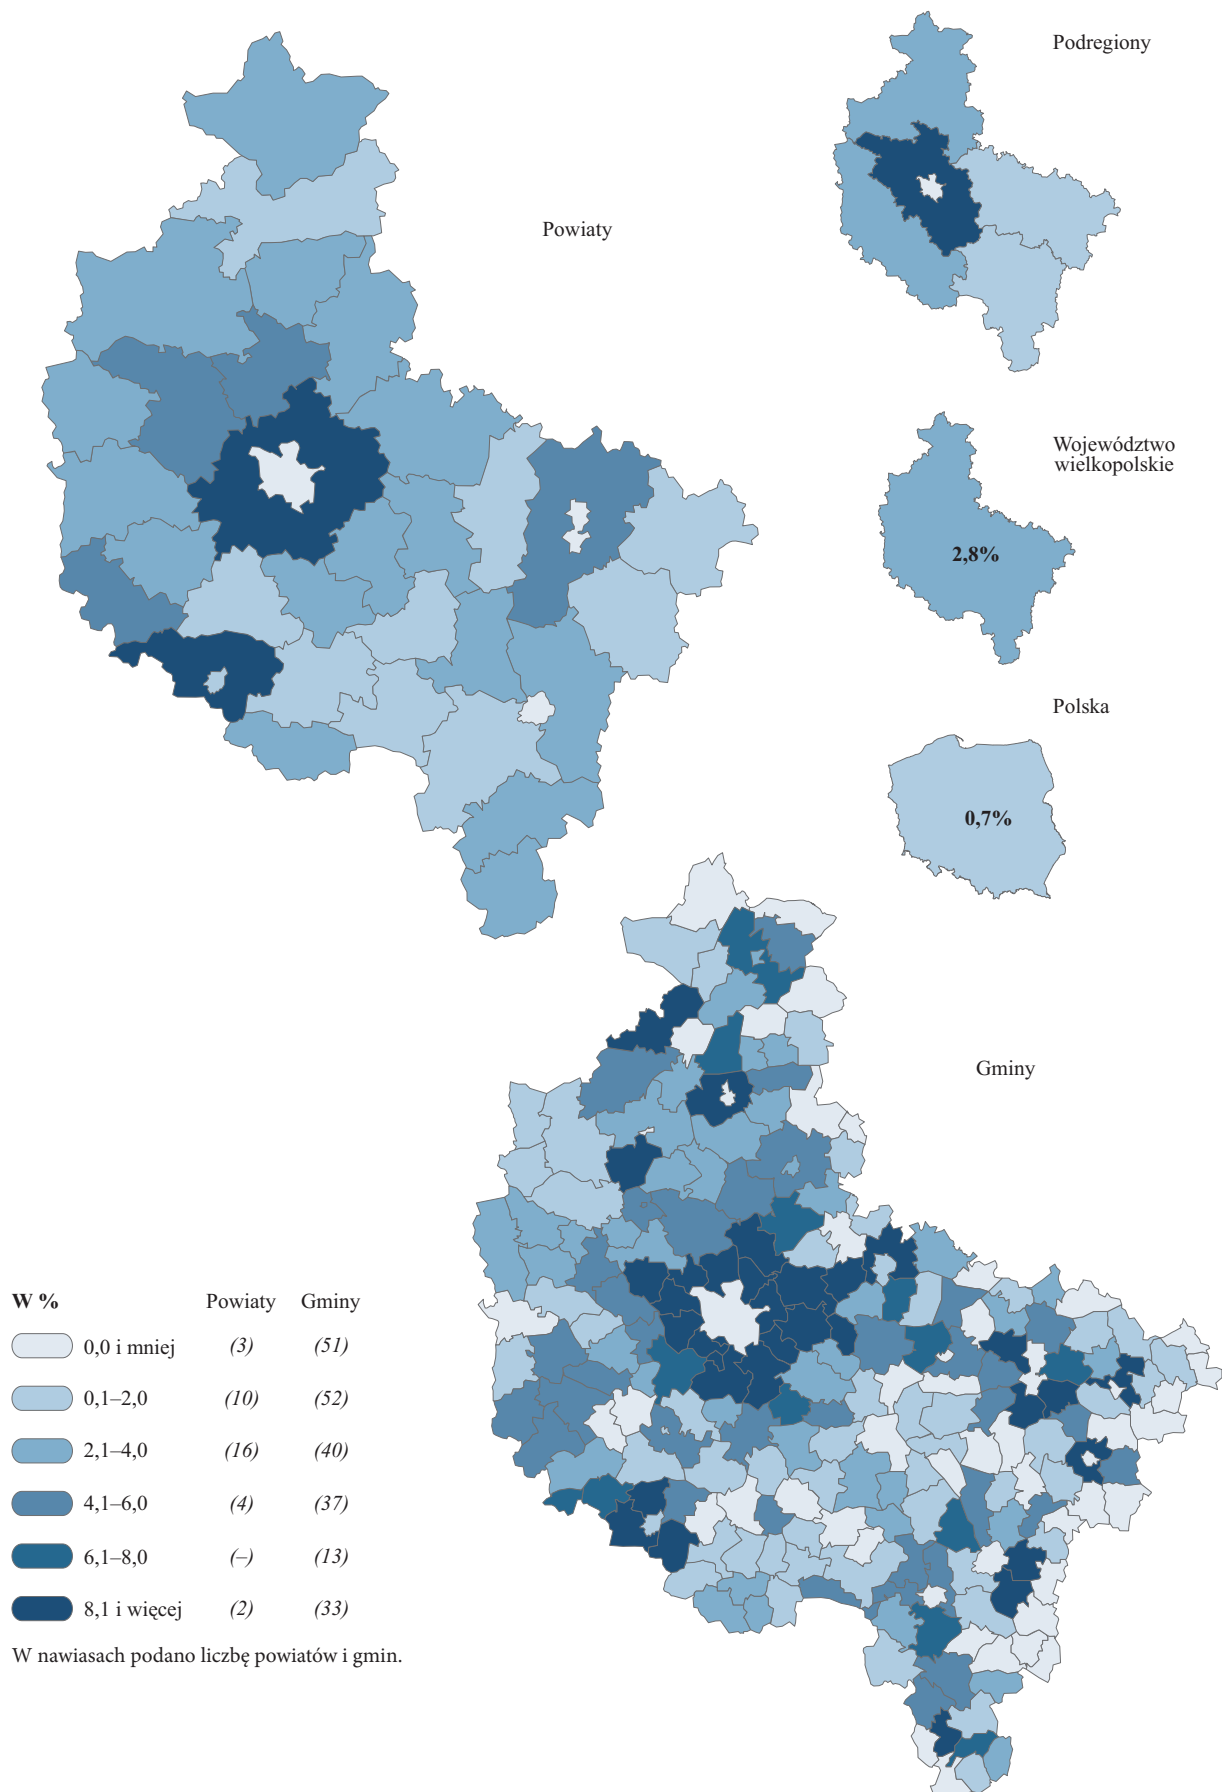 Podregiony
Powiaty
Województwo
wielkopolskie
2,8%
Polska
0,7%
Gminy
W % Powiaty Gminy
0,0 i mniej (3) (51)
0,1–2,0 (10) (52)
2,1–4,0 (16) (40)
4,1–6,0 (4) (37)
6,1–8,0 (–) (13)
8,1 i więcej (2) (33)
W nawiasach podano liczbę powiatów i gmin.